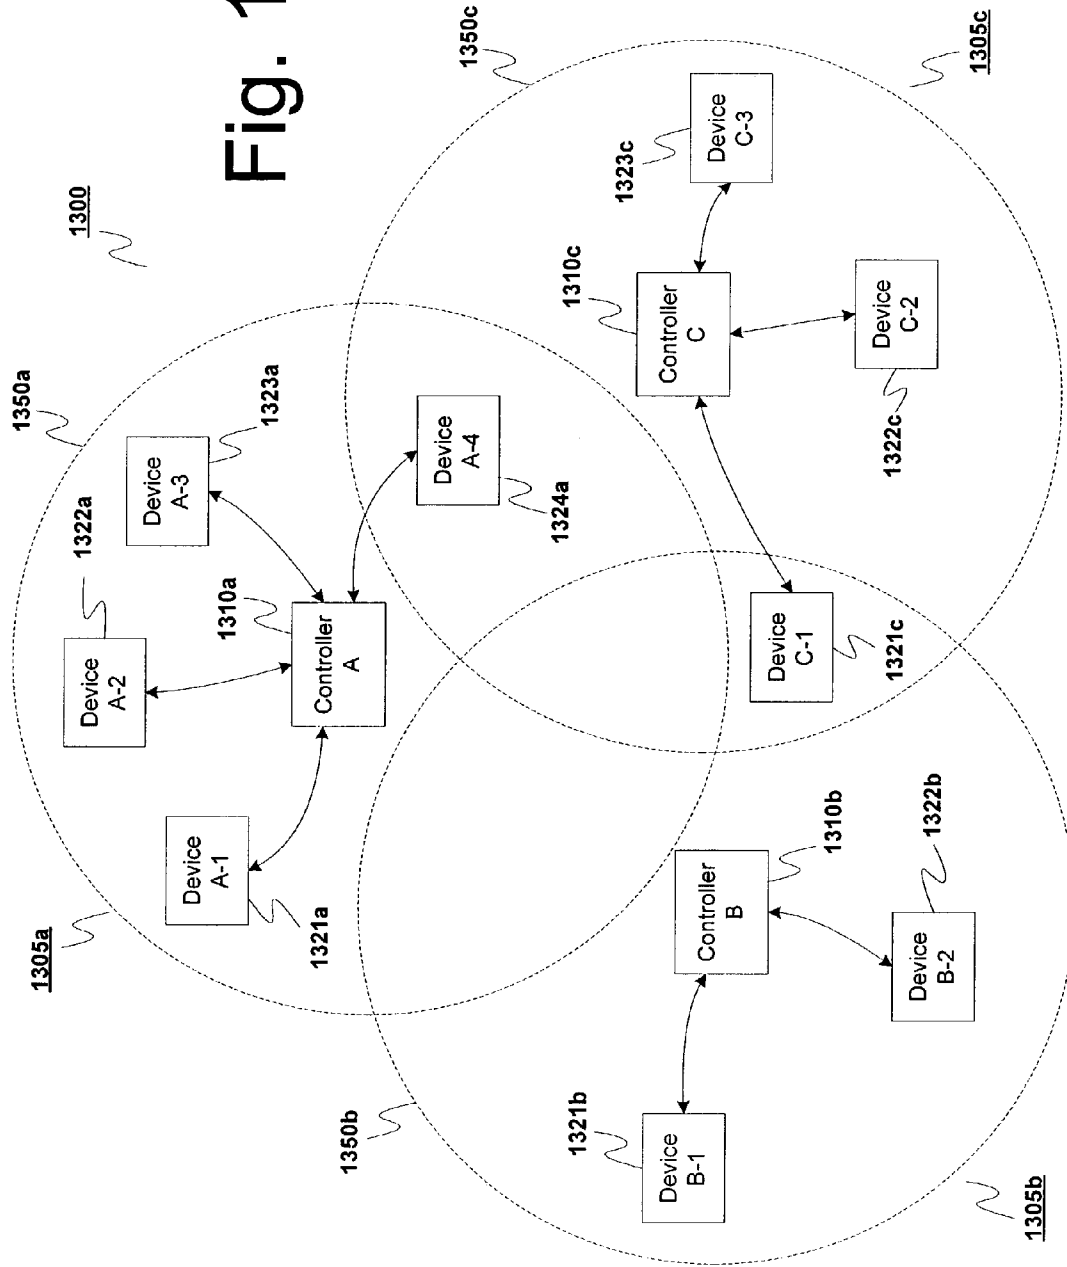 Fig. 1
1300
1350a
1305a
Device
A-1
1321a
Device
A-2
1322a
Device
A-3
1323a
Controller
A
1310a
Device
A-4
1324a
1350b
1305b
Device
B-1
1321b
Controller
B
1310b
Device
B-2
1322b
1350c
1305c
Device
C-1
1321c
Controller
C
1310c
Device
C-2
1322c
Device
C-3
1323c